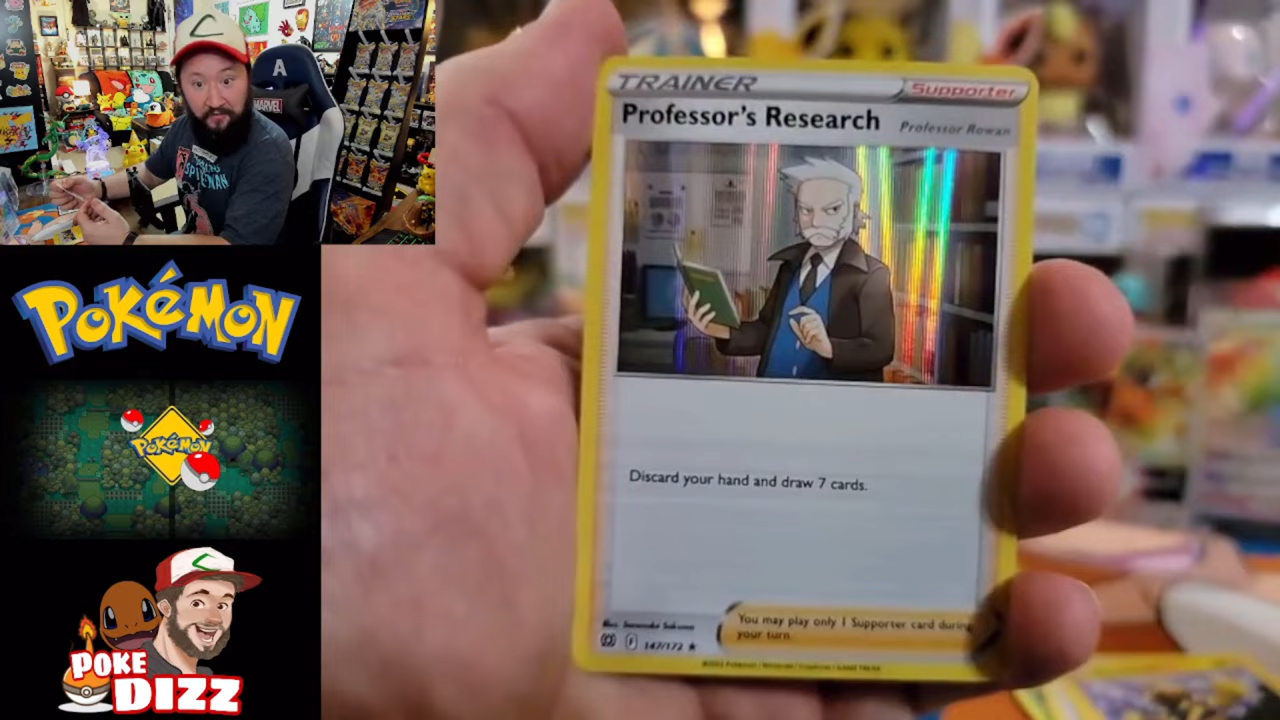 A
MARVEL
POKéMON
POKéMON
POKE
DIZZ
TRAINER
Supporter
Professor's Research
Professor Rowan
Discard your hand and draw 7 cards.
You may play only 1 Supporter card during
your turn.
F 147/172